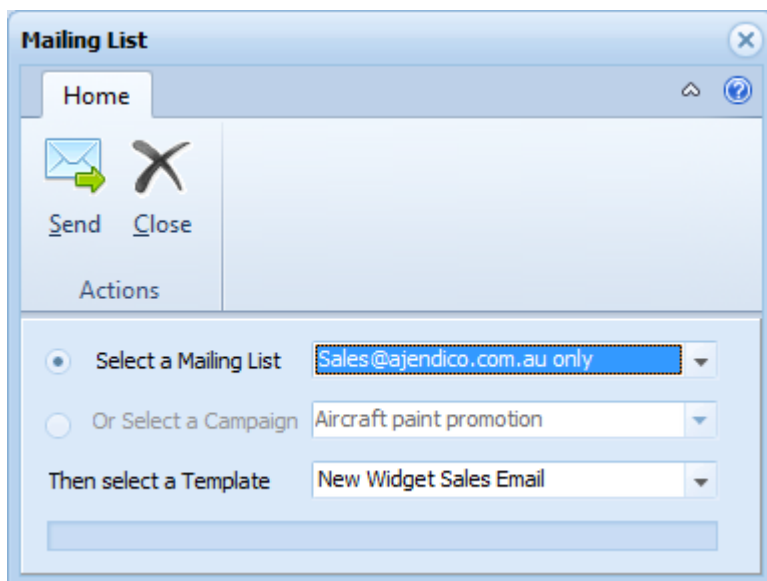 Mailing List
Home
Send Close
Actions
Select a Mailing List Sales@ajendico.com.au only
Or Select a Campaign Aircraft paint promotion
Then select a Template New Widget Sales Email